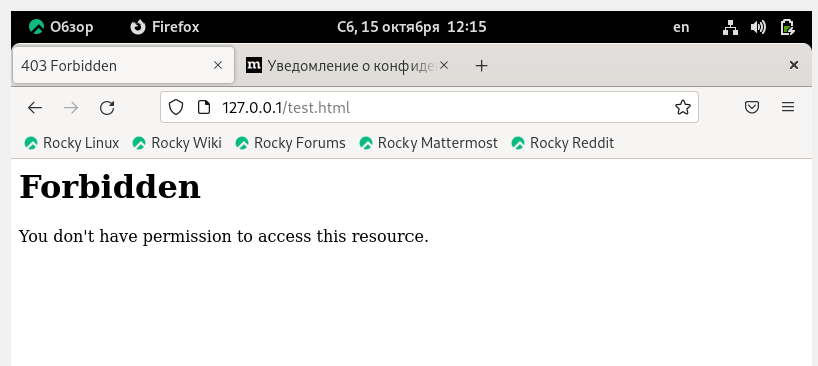 Обзор Firefox Сб, 15 октября 12:15 en
403 Forbidden Уведомление о конфиде
127.0.0.1/test.html
Rocky Linux Rocky Wiki Rocky Forums Rocky Mattermost Rocky Reddit
Forbidden
You don't have permission to access this resource.